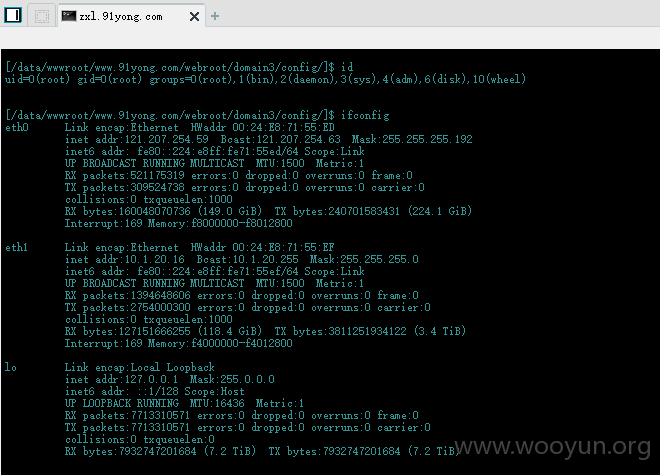 zxl.91yong.com
[/data/wwwroot/www.91yong.com/webroot/domain3/config/]$ id
uid=0(root) gid=0(root) groups=0(root),1(bin),2(daemon),3(sys),4(adm),6(disk),10(wheel)
[/data/wwwroot/www.91yong.com/webroot/domain3/config/]$ ifconfig
eth0 Link encap:Ethernet HWaddr 00:24:E8:71:55:ED
inet addr:121.207.254.59 Bcast:121.207.254.63 Mask:255.255.255.192
inet6 addr: fe80::224:e8ff:fe71:55ed/64 Scope:Link
UP BROADCAST RUNNING MULTICAST MTU:1500 Metric:1
RX packets:521175319 errors:0 dropped:0 overruns:0 frame:0
TX packets:309524738 errors:0 dropped:0 overruns:0 carrier:0
collisions:0 txqueuelen:1000
RX bytes:160048070736 (149.0 GiB) TX bytes:240701583431 (224.1 GiB)
Interrupt:169 Memory:f8000000-f8012800
eth1 Link encap:Ethernet HWaddr 00:24:E8:71:55:EF
inet addr:10.1.20.16 Bcast:10.1.20.255 Mask:255.255.255.0
inet6 addr: fe80::224:e8ff:fe71:55ef/64 Scope:Link
UP BROADCAST RUNNING MULTICAST MTU:1500 Metric:1
RX packets:1394648606 errors:0 dropped:0 overruns:0 frame:0
TX packets:2754000300 errors:0 dropped:0 overruns:0 carrier:0
collisions:0 txqueuelen:1000
RX bytes:127151666255 (118.4 GiB) TX bytes:3811251934122 (3.4 TiB)
Interrupt:169 Memory:f4000000-f4012800
lo Link encap:Local Loopback
inet addr:127.0.0.1 Mask:255.0.0.0
inet6 addr: ::1/128 Scope:Host
UP LOOPBACK RUNNING MTU:16436 Metric:1
RX packets:7713310571 errors:0 dropped:0 overruns:0 frame:0
TX packets:7713310571 errors:0 dropped:0 overruns:0 carrier:0
collisions:0 txqueuelen:0
RX bytes:7932747201684 (7.2 TiB) TX bytes:7932747201684 (7.2 TiB)
www.wooyun.org